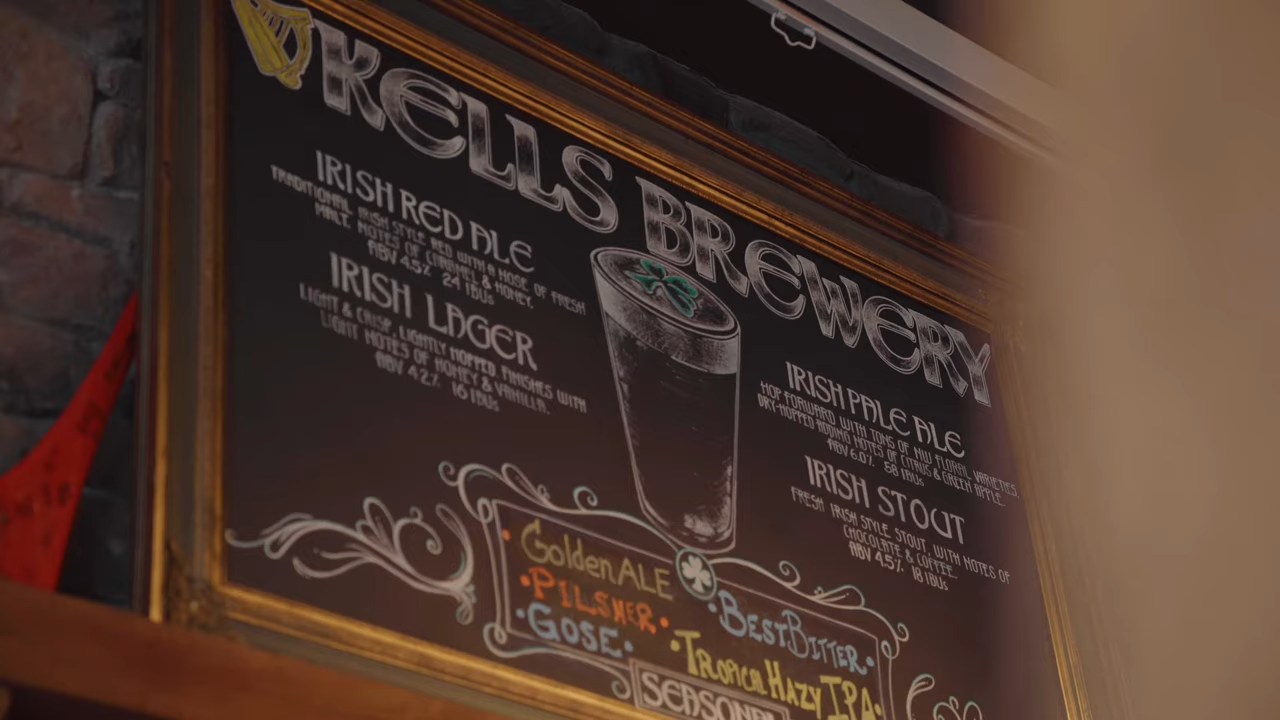 KELLS BREWERY
IRISH RED ALE
TRADITIONAL IRISH STYLE RED WITH A NOSE OF FRESH
MALT. NOTES OF CARAMEL & HONEY.
ABV 4.5% 24 IBUs
IRISH LAGER
LIGHT & CRISP, LIGHTLY HOPPED. FINISHES WITH
LIGHT NOTES OF HONEY & VANILLA.
ABV 4.2% 16 IBUs
IRISH PALE ALE
HOP FORWARD WITH TONS OF NW FLORAL VARIETIES.
DRY-HOPPED ADDING NOTES OF CITRUS & GREEN APPLE.
ABV 6.0% 58 IBUs
IRISH STOUT
FRESH IRISH STYLE STOUT, WITH NOTES OF
CHOCOLATE & COFFEE.
ABV 4.5% 18 IBUs
Golden ALE
•PILSNER•
•GOSE•
•BEST BITTER•
•TROPICAL HAZY IPA•
SEASONAL